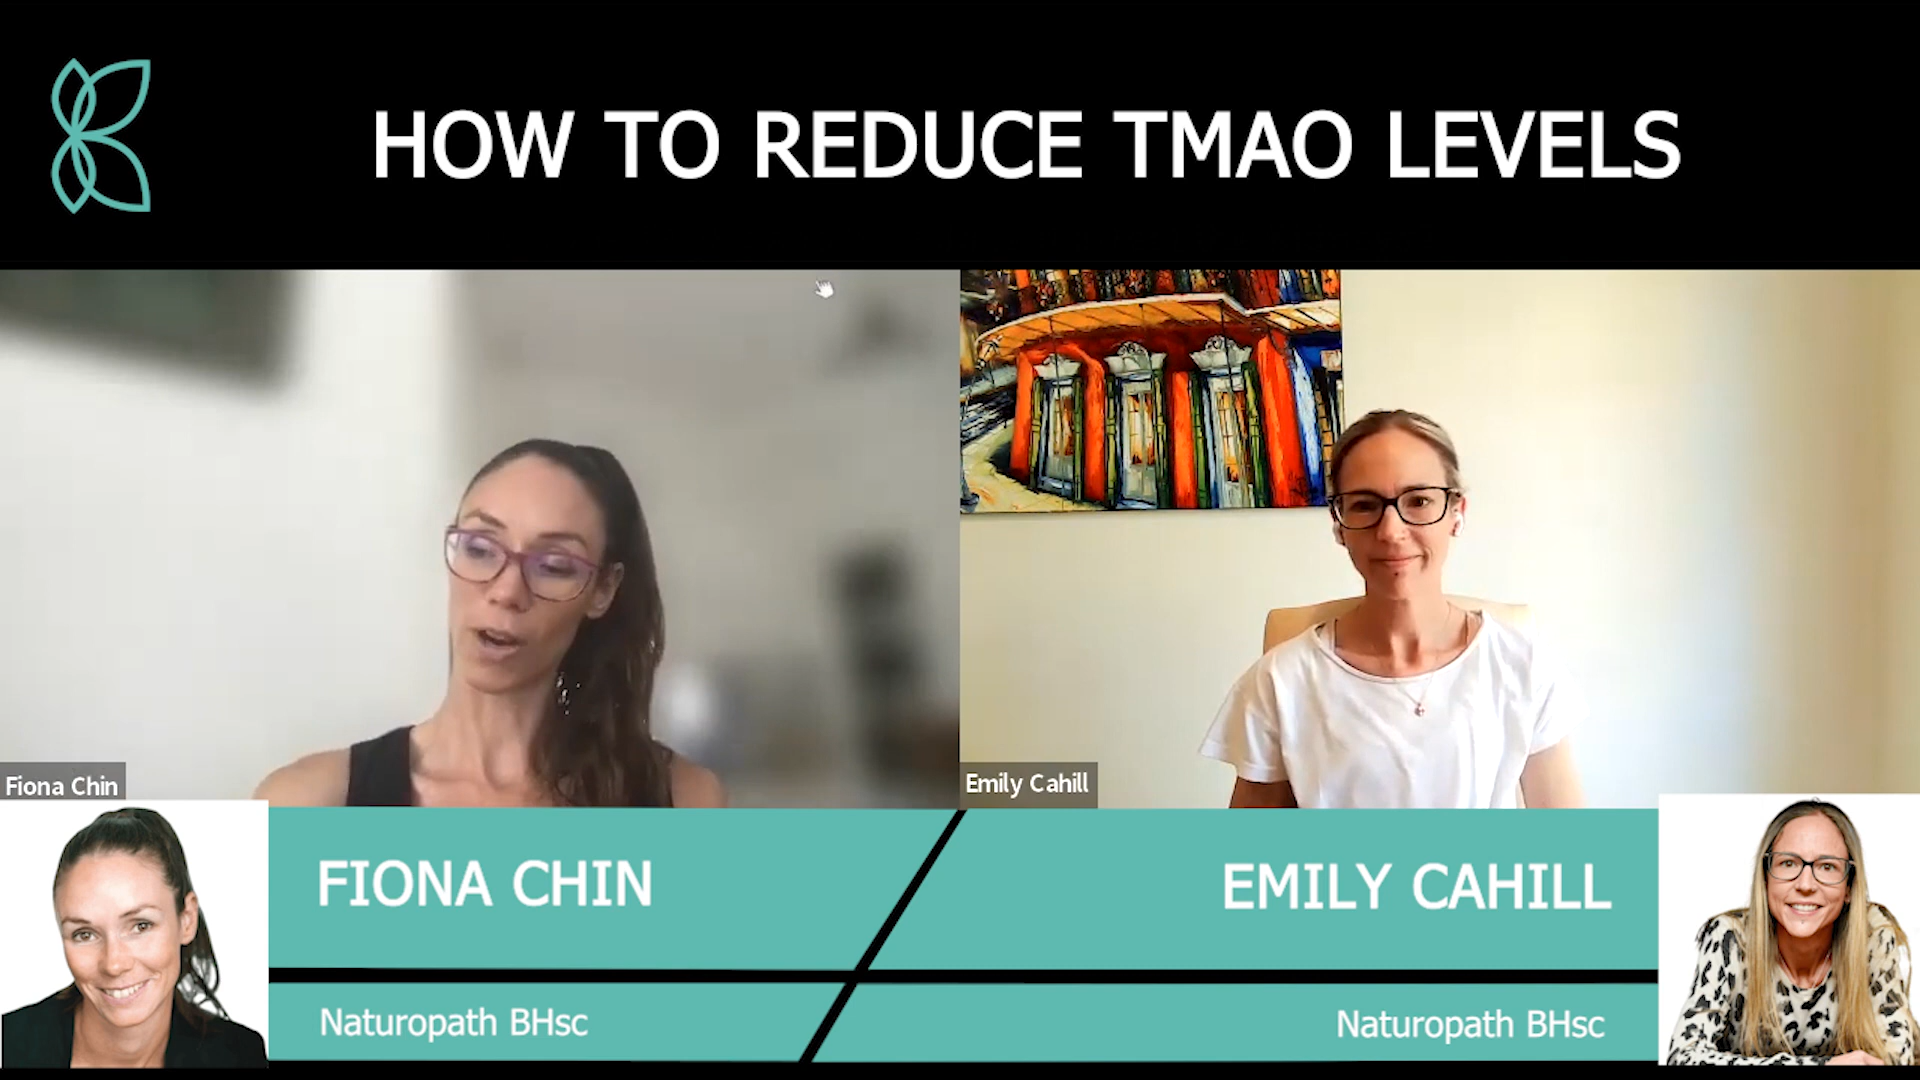 HOW TO REDUCE TMAO LEVELS
Fiona Chin
Emily Cahill
FIONA CHIN
EMILY CAHILL
Naturopath BHsc
Naturopath BHsc